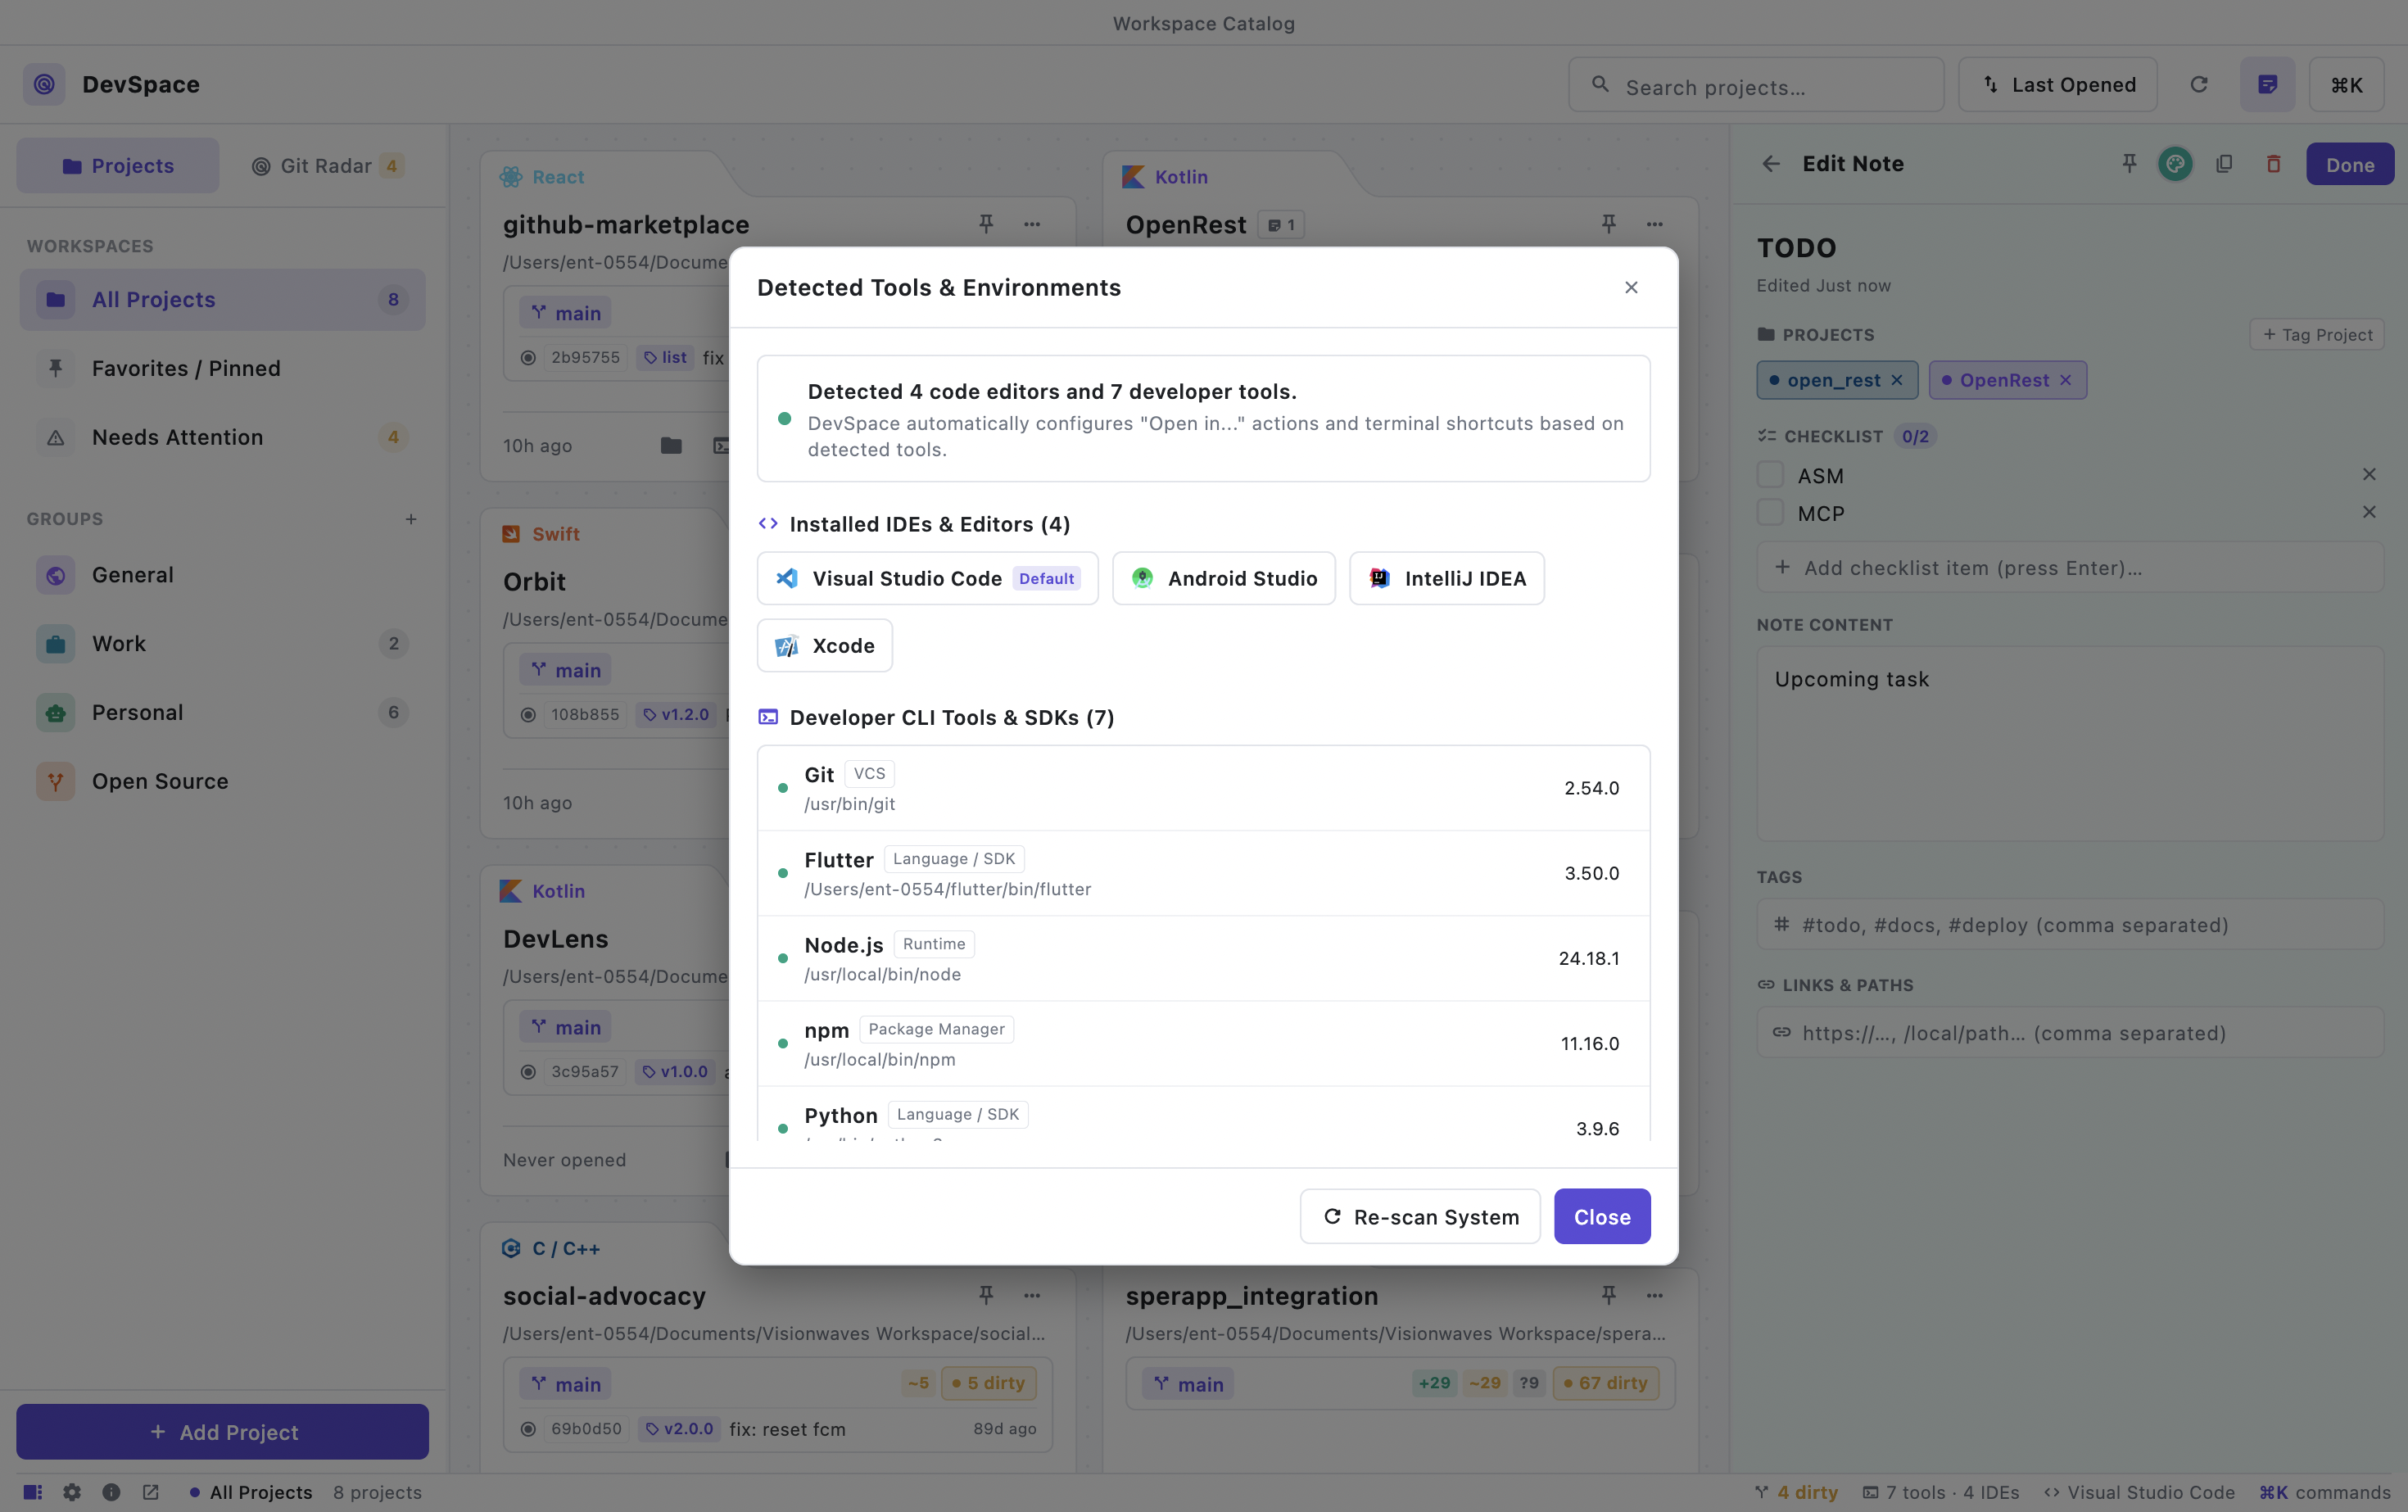 Workspace Catalog
DevSpace
Search projects...
Last Opened
⌘K
Projects
Git Radar 4
WORKSPACES
All Projects 8
Favorites / Pinned
Needs Attention 4
GROUPS +
General
Work 2
Personal 6
Open Source
+ Add Project
React
github-marketplace
/Users/ent-0554/Docume
main
2b95755 list fix
10h ago
Kotlin
OpenRest 1
Swift
Orbit
/Users/ent-0554/Docume
main
108b855 v1.2.0
10h ago
Kotlin
DevLens
/Users/ent-0554/Docume
main
3c95a57 v1.0.0
Never opened
C / C++
social-advocacy
/Users/ent-0554/Documents/Visionwaves Workspace/social...
main ~5 5 dirty
69b0d50 v2.0.0 fix: reset fcm 89d ago
sperapp_integration
/Users/ent-0554/Documents/Visionwaves Workspace/spera...
main +29 ~29 ?9 67 dirty
Detected Tools & Environments
Detected 4 code editors and 7 developer tools.
DevSpace automatically configures "Open in..." actions and terminal shortcuts based on
detected tools.
Installed IDEs & Editors (4)
Visual Studio Code Default
Android Studio
IntelliJ IDEA
Xcode
Developer CLI Tools & SDKs (7)
Git VCS
/usr/bin/git
2.54.0
Flutter Language / SDK
/Users/ent-0554/flutter/bin/flutter
3.50.0
Node.js Runtime
/usr/local/bin/node
24.18.1
npm Package Manager
/usr/local/bin/npm
11.16.0
Python Language / SDK
3.9.6
Re-scan System
Close
Edit Note
Done
TODO
Edited Just now
PROJECTS
+ Tag Project
open_rest ×
OpenRest ×
CHECKLIST 0/2
ASM
MCP
+ Add checklist item (press Enter)...
NOTE CONTENT
Upcoming task
TAGS
# #todo, #docs, #deploy (comma separated)
LINKS & PATHS
https://..., /local/path... (comma separated)
All Projects 8 projects
4 dirty
7 tools · 4 IDEs
Visual Studio Code
⌘K commands